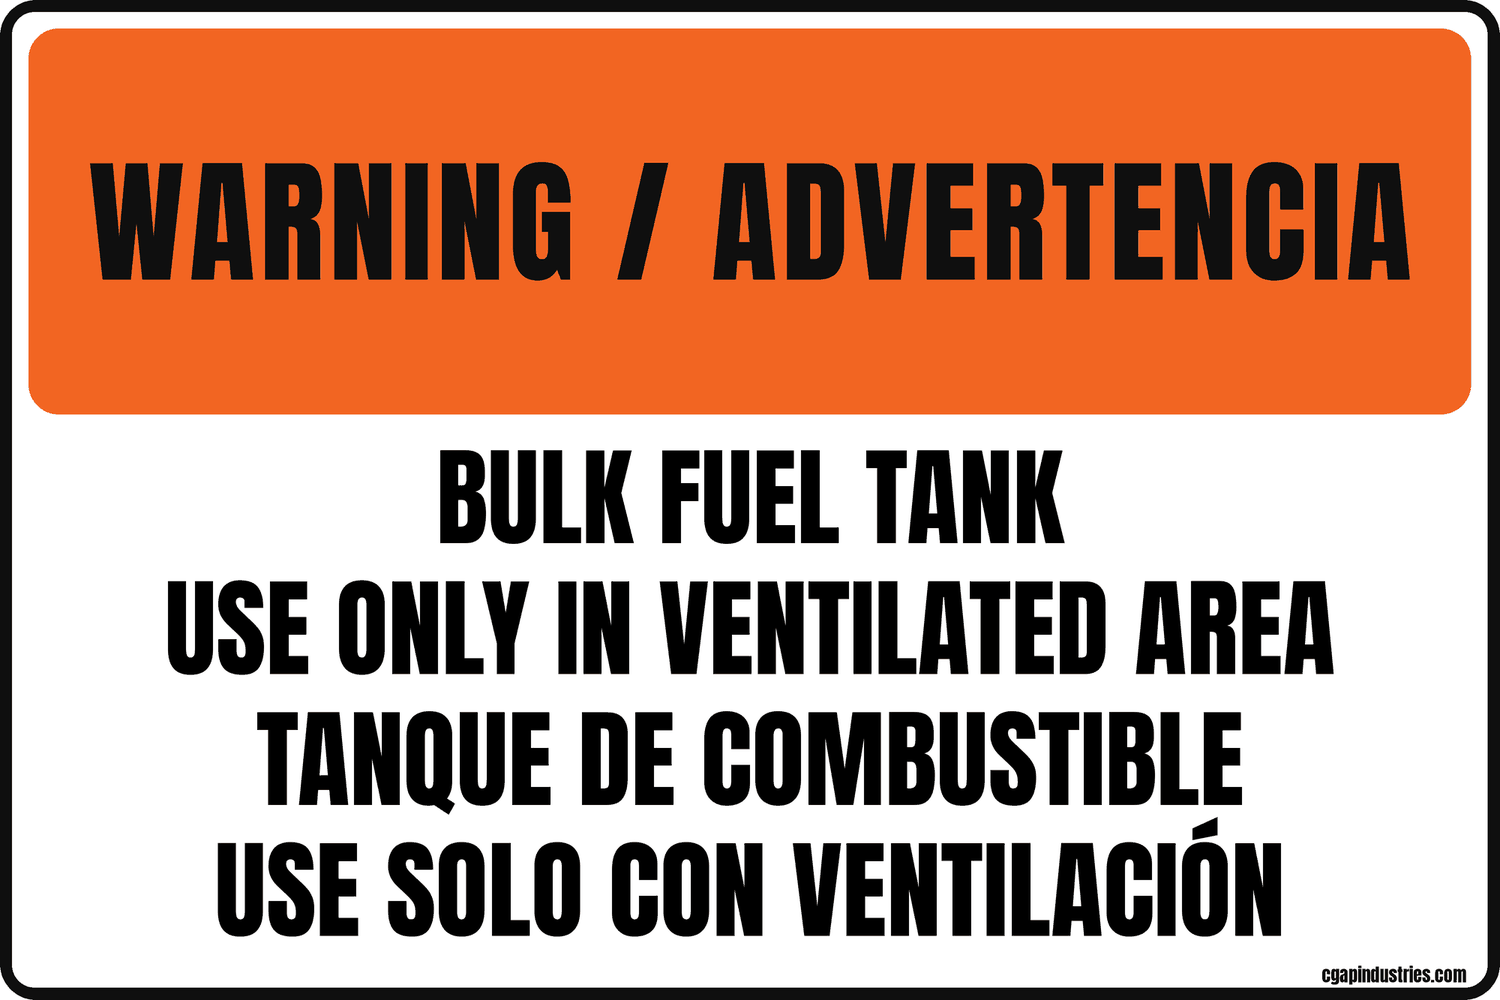 WARNING / ADVERTENCIA
BULK FUEL TANK
USE ONLY IN VENTILATED AREA
TANQUE DE COMBUSTIBLE
USE SOLO CON VENTILACIÓN
cgapindustries.com